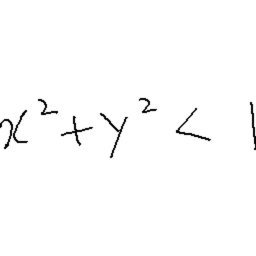 x² + y² < 1